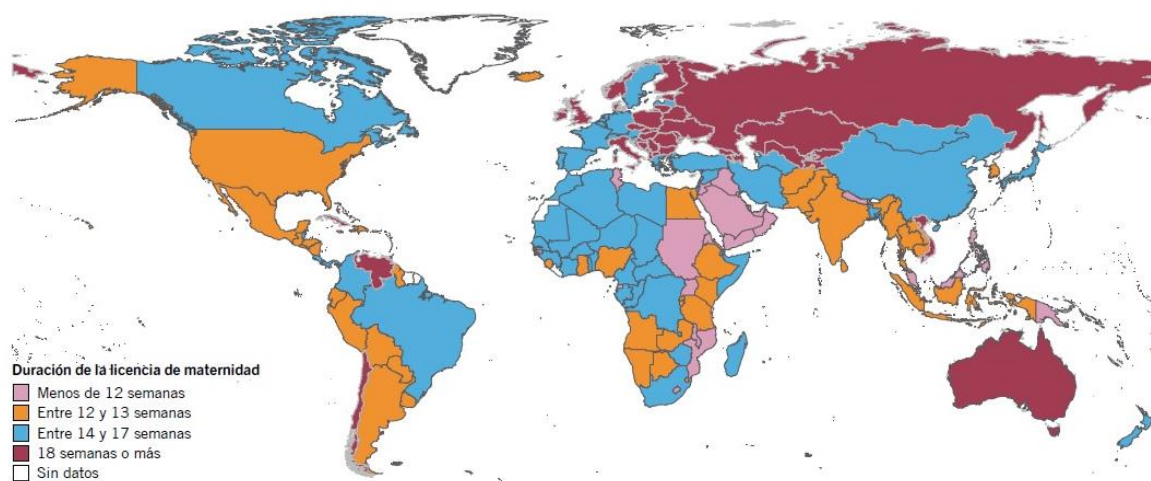 Duración de la licencia de maternidad
Menos de 12 semanas
Entre 12 y 13 semanas
Entre 14 y 17 semanas
18 semanas o más
Sin datos